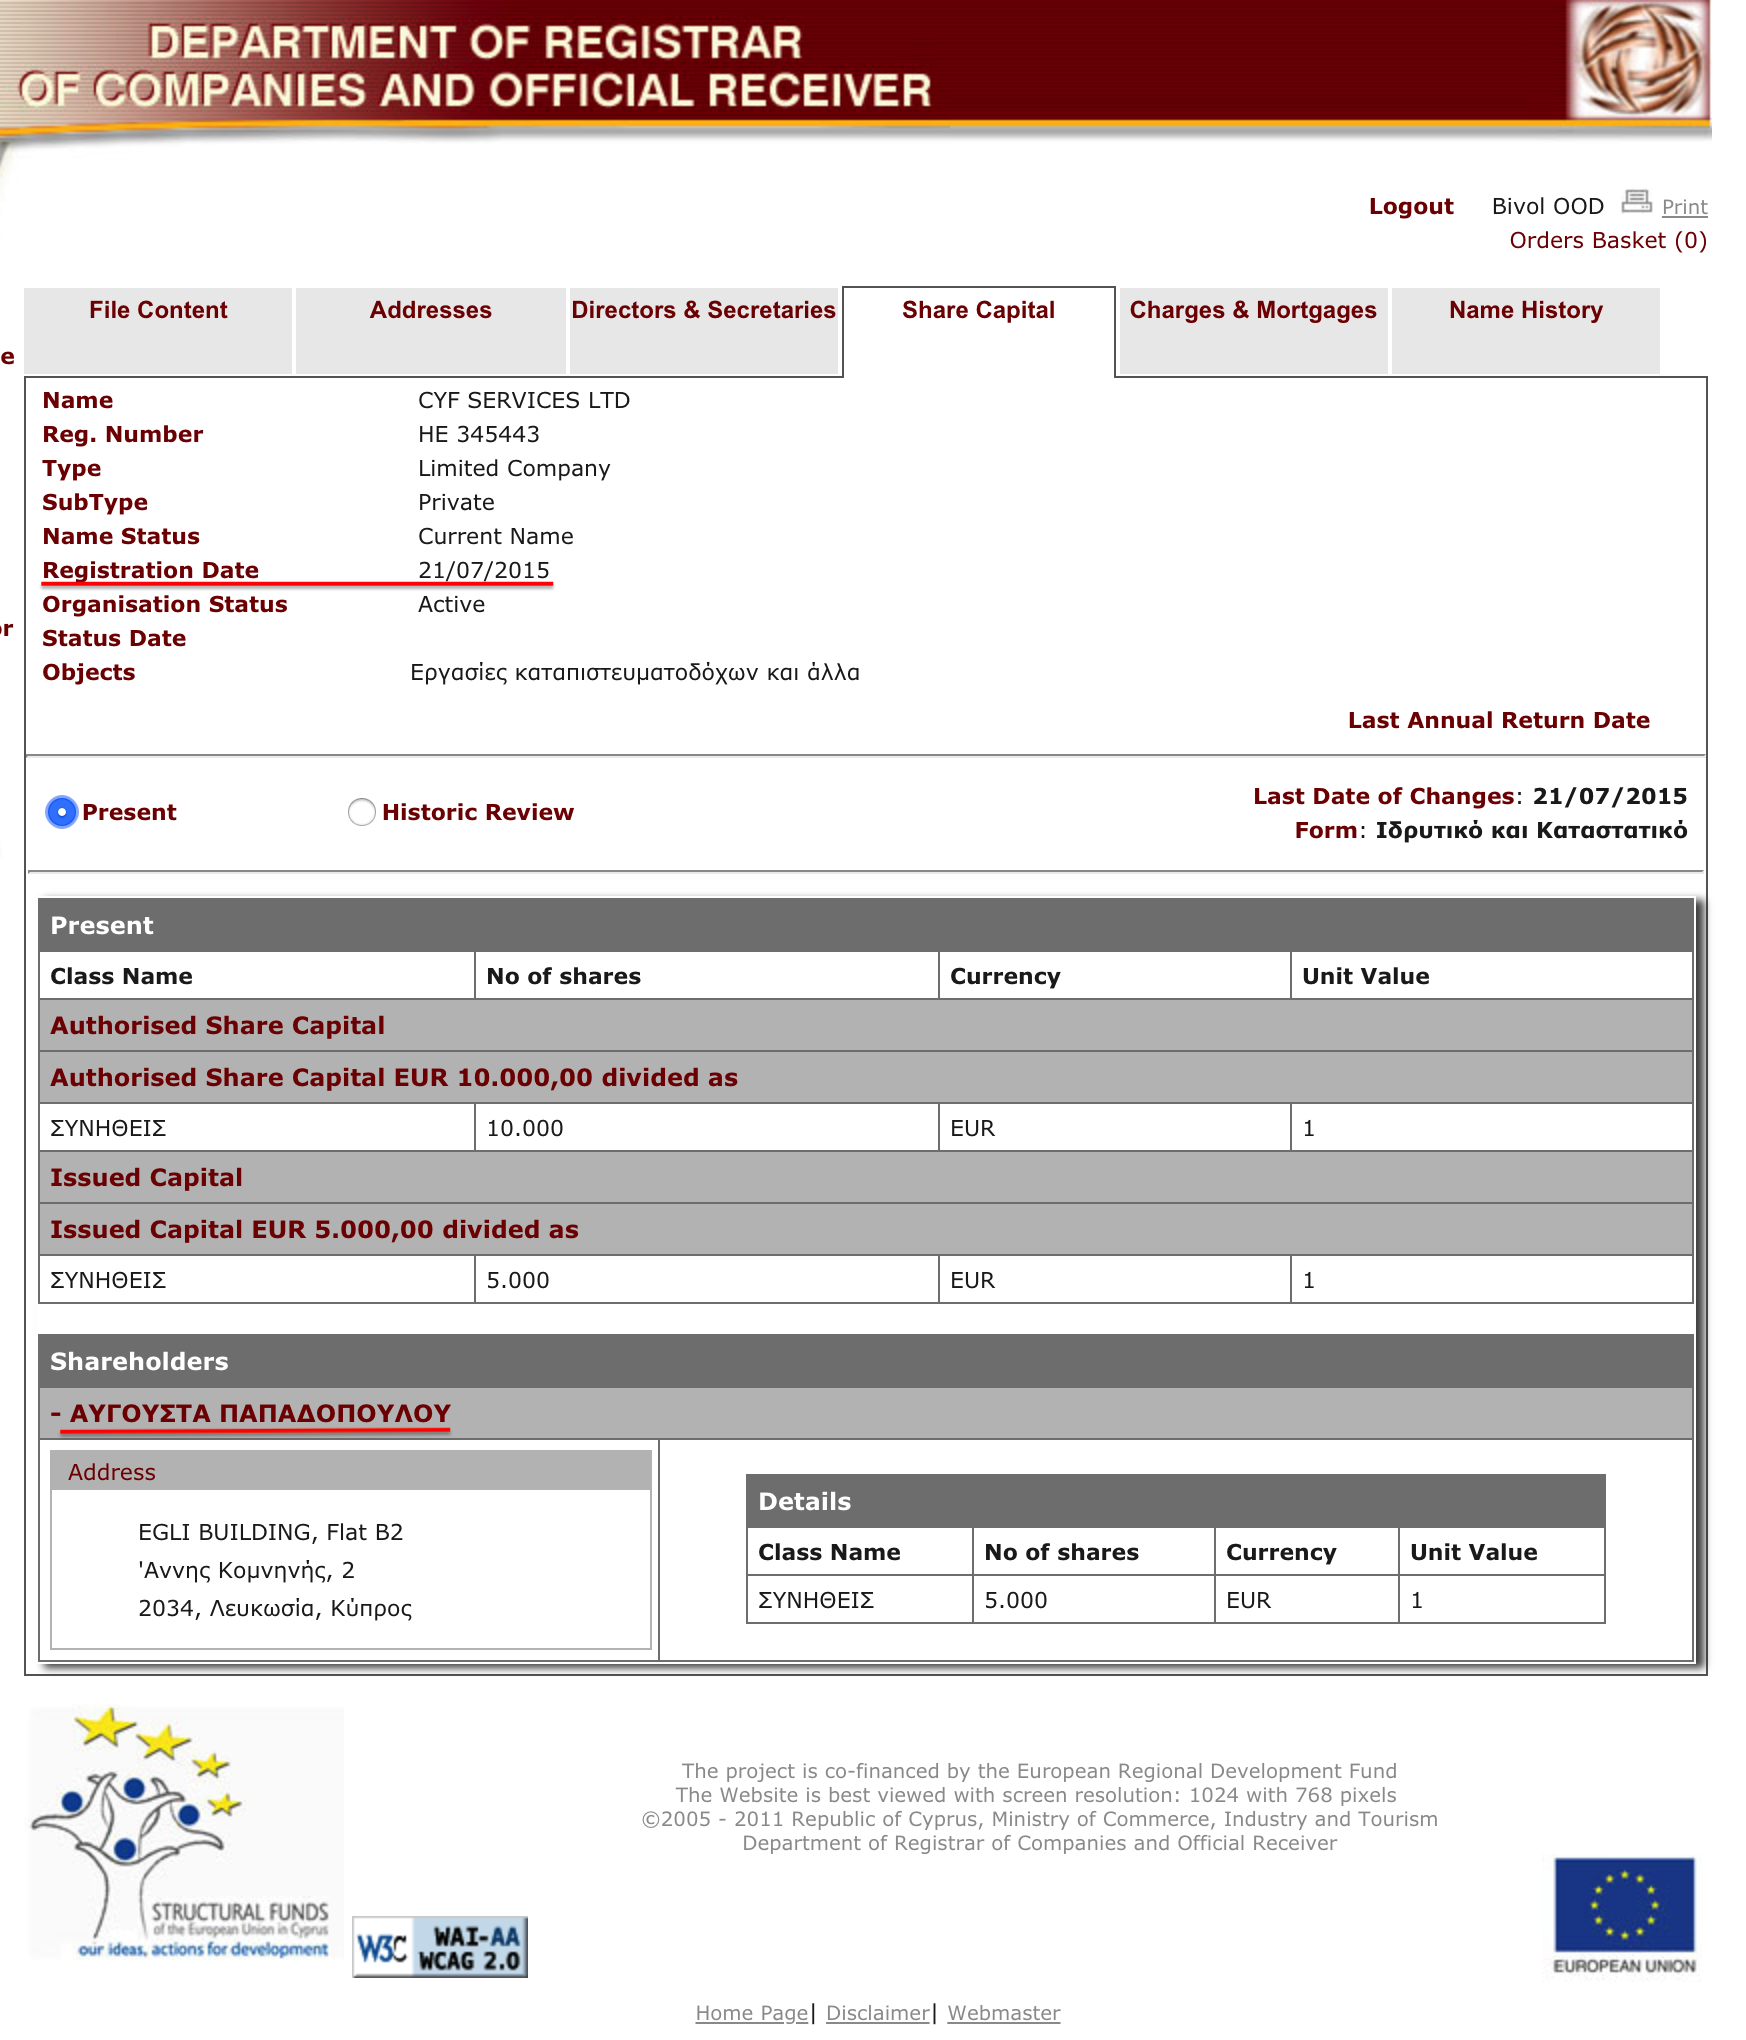 DEPARTMENT OF REGISTRAR
OF COMPANIES AND OFFICIAL RECEIVER
Logout Bivol OOD Print
Orders Basket (0)
File Content Addresses Directors & Secretaries Share Capital Charges & Mortgages Name History
e
Name CYF SERVICES LTD
Reg. Number HE 345443
Type Limited Company
SubType Private
Name Status Current Name
Registration Date 21/07/2015
Organisation Status Active
or
Status Date
Objects Εργασίες καταπιστευματοδόχων και άλλα
Last Annual Return Date
Present Historic Review
Last Date of Changes: 21/07/2015
Form: Ιδρυτικό και Καταστατικό
Present
Class Name No of shares Currency Unit Value
Authorised Share Capital
Authorised Share Capital EUR 10.000,00 divided as
ΣΥΝΗΘΕΙΣ 10.000 EUR 1
Issued Capital
Issued Capital EUR 5.000,00 divided as
ΣΥΝΗΘΕΙΣ 5.000 EUR 1
Shareholders
- ΑΥΓΟΥΣΤΑ ΠΑΠΑΔΟΠΟΥΛΟΥ
Address
EGLI BUILDING, Flat B2
'Αννης Κομνηνής, 2
2034, Λευκωσία, Κύπρος
Details
Class Name No of shares Currency Unit Value
ΣΥΝΗΘΕΙΣ 5.000 EUR 1
The project is co-financed by the European Regional Development Fund
The Website is best viewed with screen resolution: 1024 with 768 pixels
©2005 - 2011 Republic of Cyprus, Ministry of Commerce, Industry and Tourism
Department of Registrar of Companies and Official Receiver
STRUCTURAL FUNDS
of the European Union in Cyprus
our ideas, actions for development
W3C WAI-AA
WCAG 2.0
EUROPEAN UNION
Home Page| Disclaimer| Webmaster